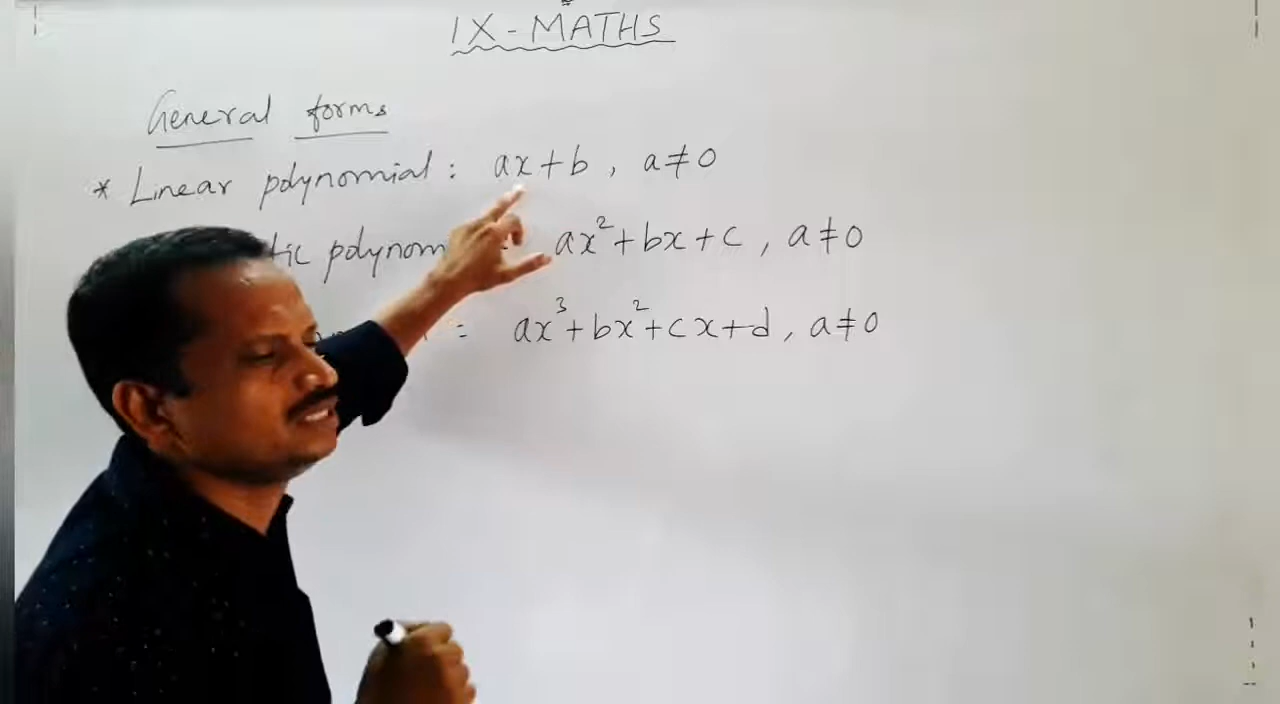 IX-MATHS
General forms
* Linear polynomial: ax+b, a≠0
tic polynom ax²+bx+c, a≠0
= ax³+bx²+cx+d, a≠0